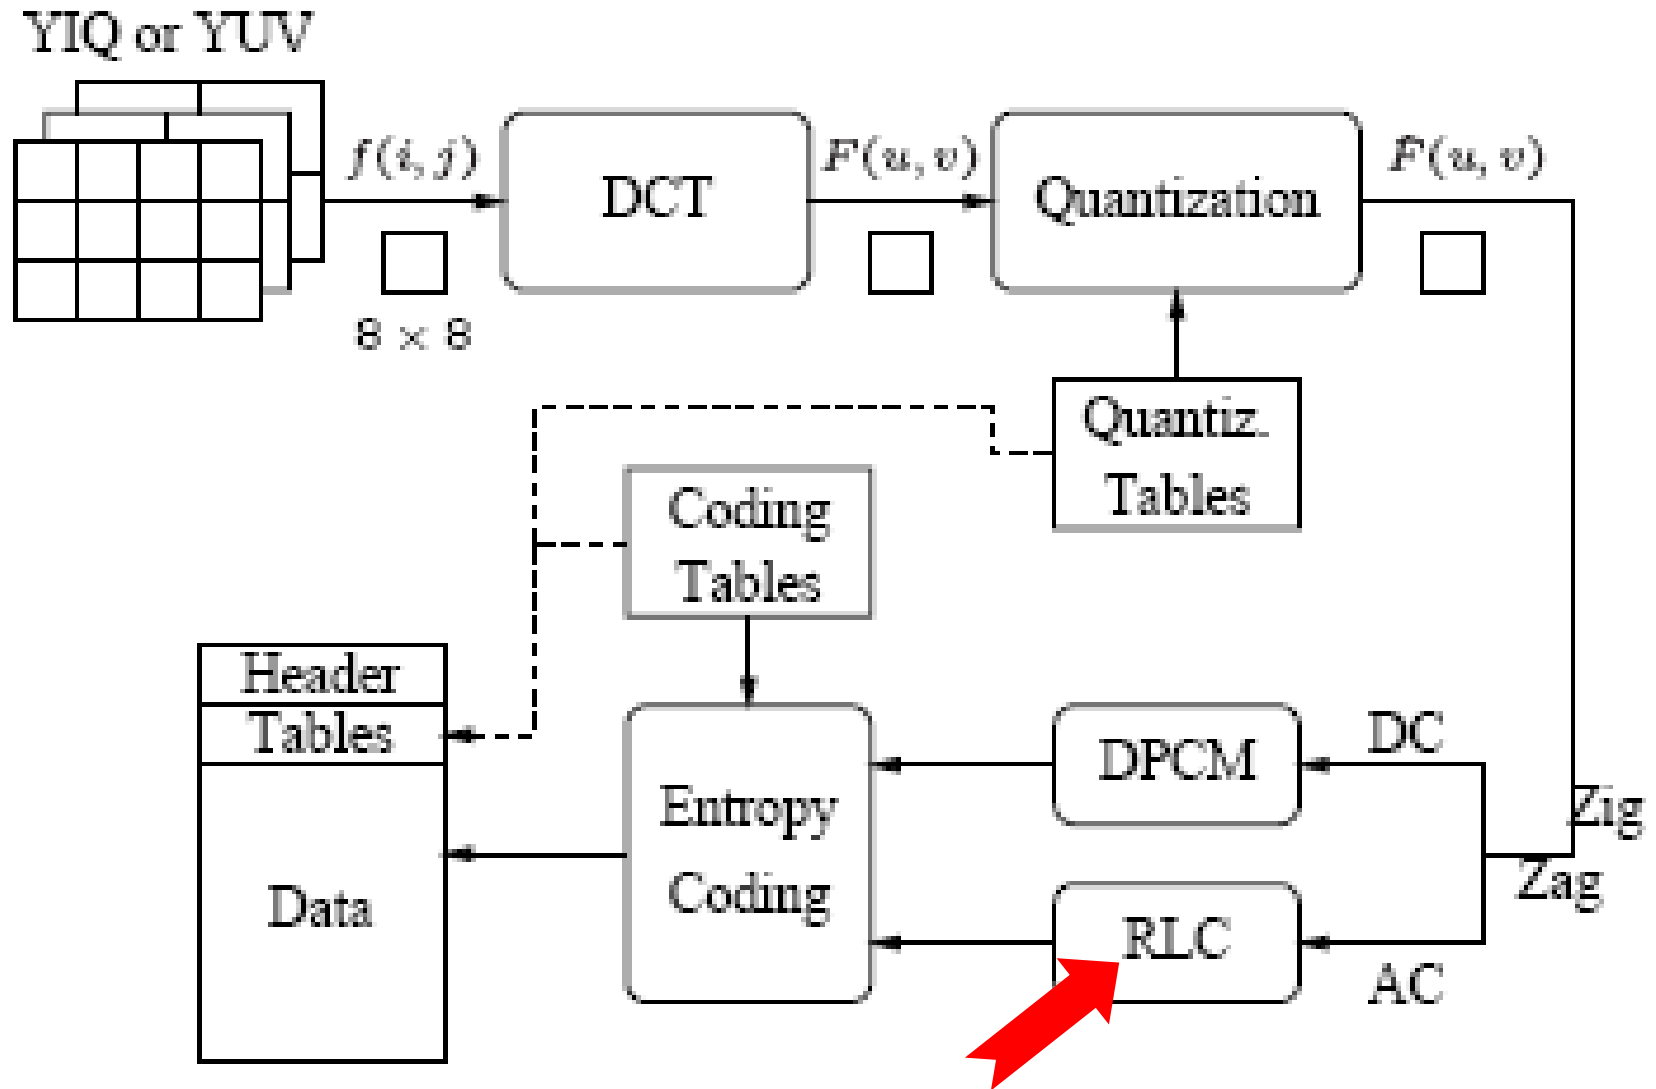 YIQ or YUV
f(i, j)
F(u, v)
F̂(u, v)
DCT
Quantization
8 × 8
Quantiz.
Tables
Coding
Tables
Header
Tables
Data
Entropy
Coding
DPCM
DC
Zig
Zag
RLC
AC